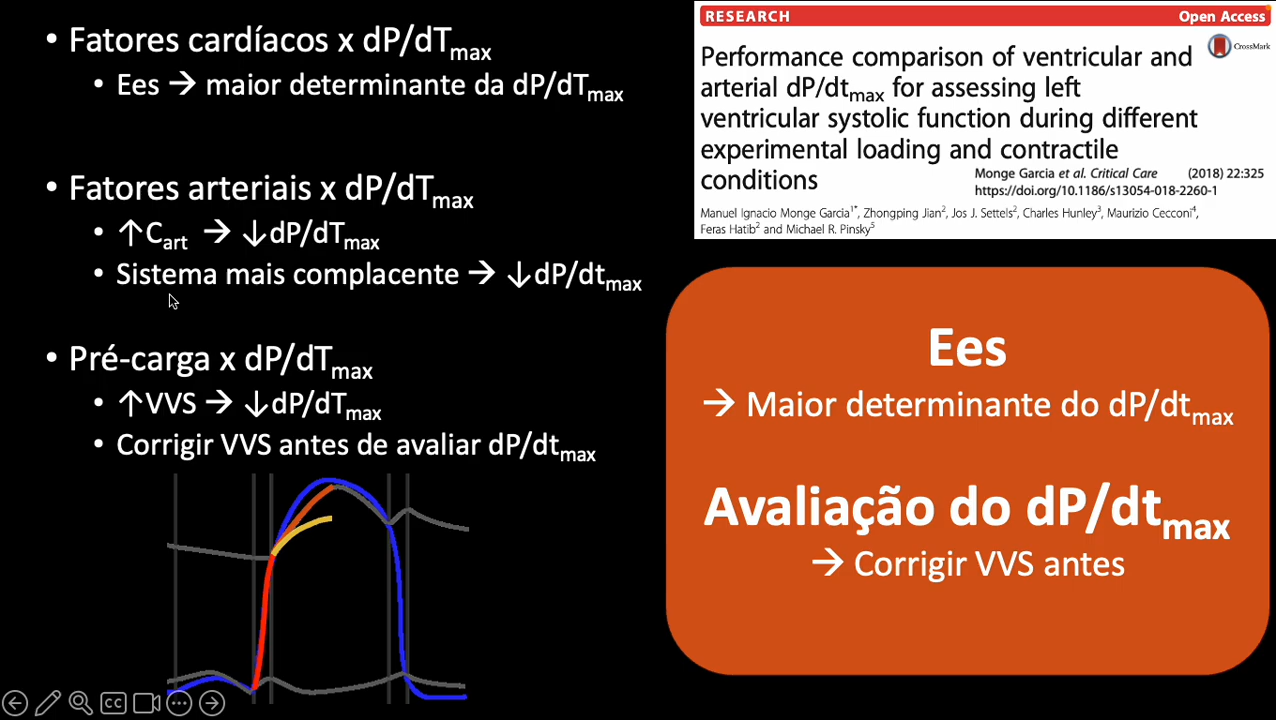 • Fatores cardíacos x dP/dTmax
• Ees → maior determinante da dP/dTmax
• Fatores arteriais x dP/dTmax
• ↑Cart → ↓dP/dTmax
• Sistema mais complacente → ↓dP/dtmax
• Pré-carga x dP/dTmax
• ↑VVS → ↓dP/dTmax
• Corrigir VVS antes de avaliar dP/dtmax
CC
RESEARCH
Open Access
CrossMark
Performance comparison of ventricular and
arterial dP/dtmax for assessing left
ventricular systolic function during different
experimental loading and contractile
conditions
Monge Garcia et al. Critical Care (2018) 22:325
https://doi.org/10.1186/s13054-018-2260-1
Manuel Ignacio Monge Garcia1*, Zhongping Jian2, Jos J. Settels2, Charles Hunley3, Maurizio Cecconi4,
Feras Hatib2 and Michael R. Pinsky5
Ees
→ Maior determinante do dP/dtmax
Avaliação do dP/dtmax
→ Corrigir VVS antes